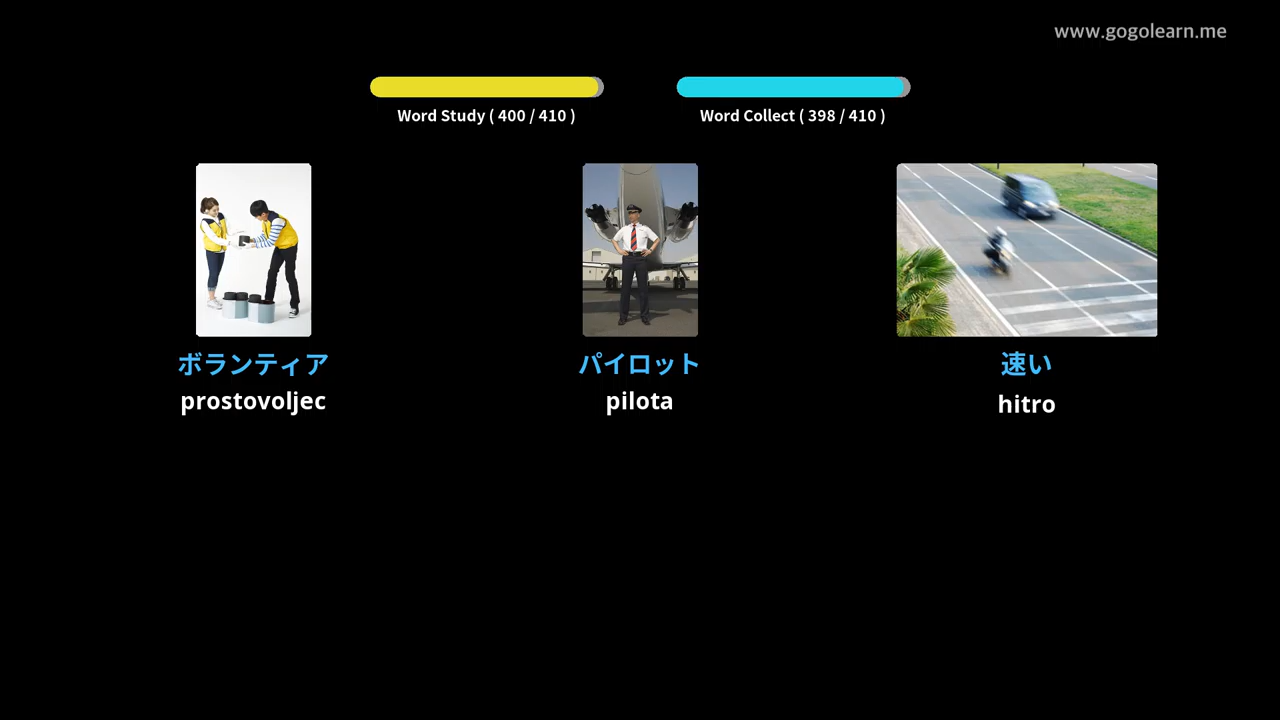 www.gogolearn.me
Word Study ( 400 / 410 )
Word Collect ( 398 / 410 )
ボランティア
prostovoljec
パイロット
pilota
速い
hitro